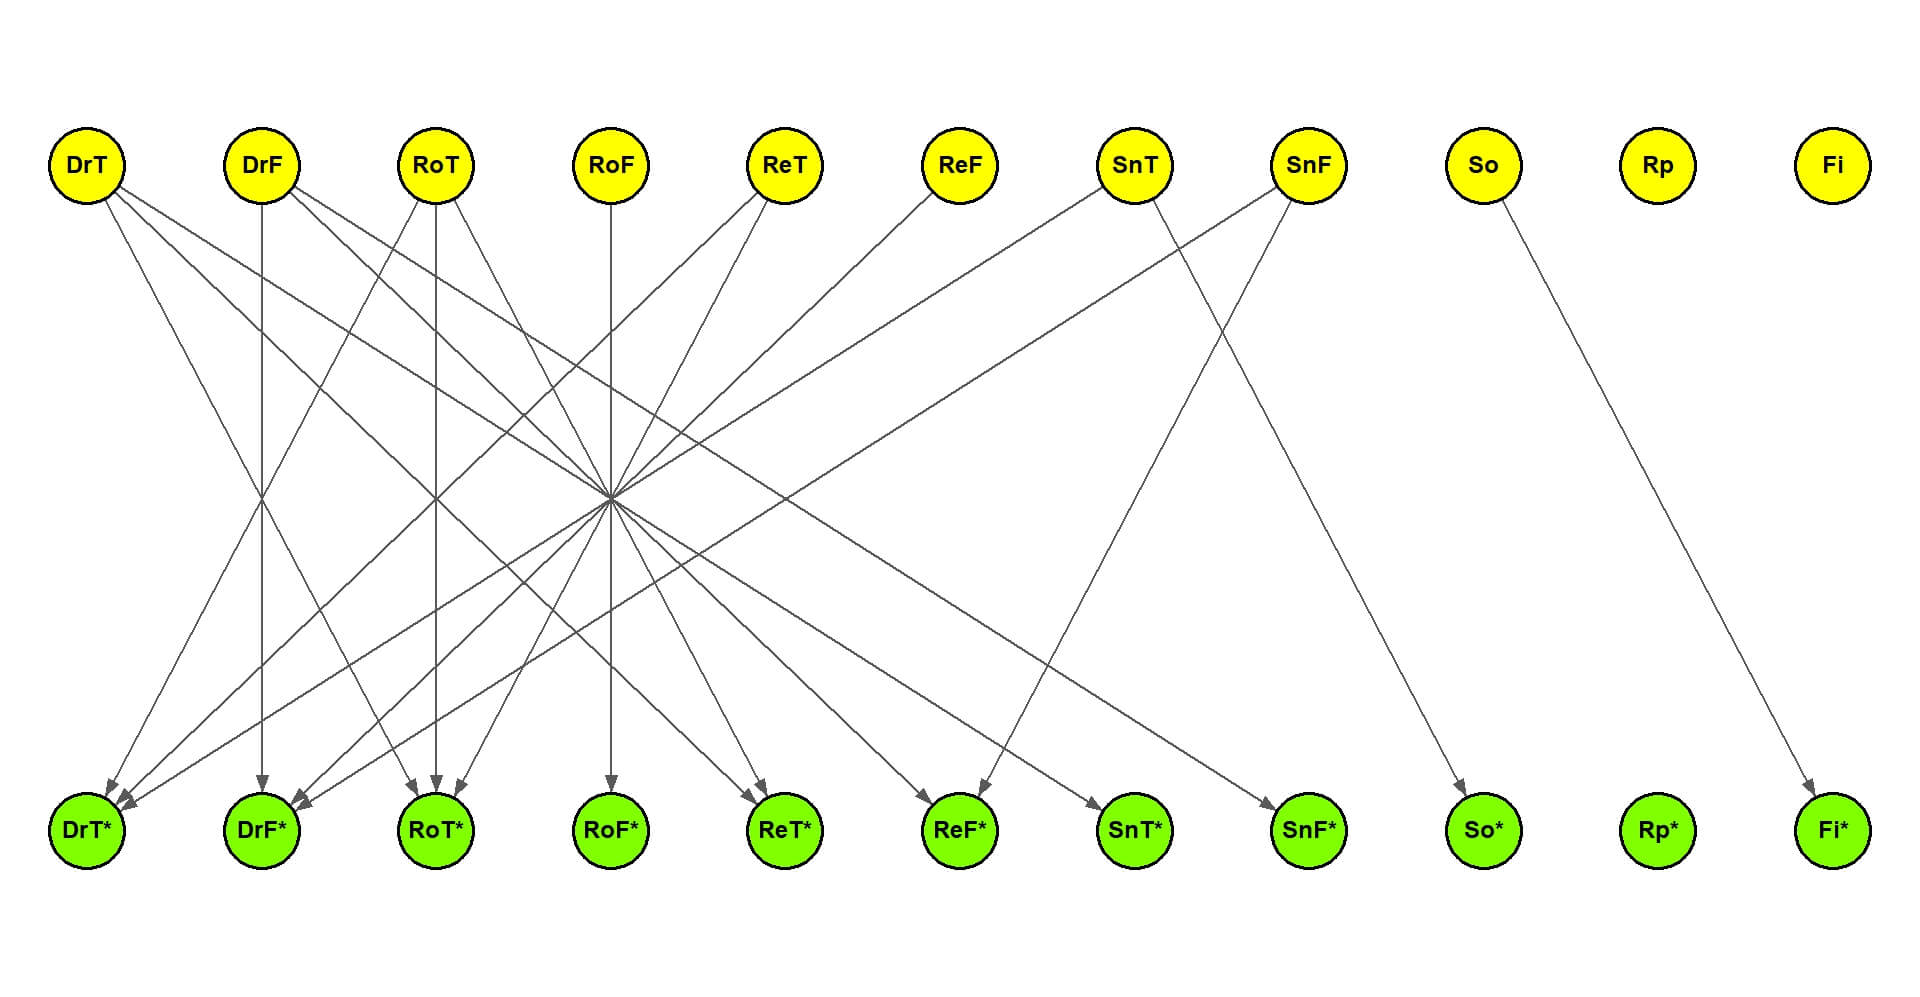 DrT DrF RoT RoF ReT ReF SnT SnF So Rp Fi
DrT* DrF* RoT* RoF* ReT* ReF* SnT* SnF* So* Rp* Fi*